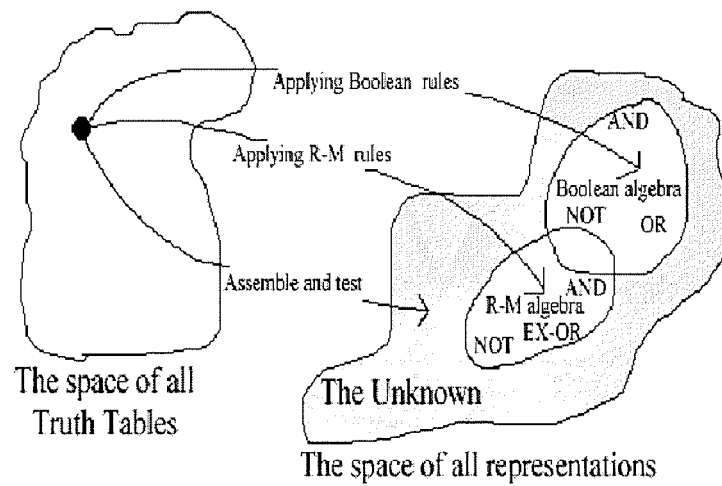 Applying Boolean rules
AND
Applying R-M rules
Boolean algebra
NOT OR
Assemble and test
AND
R-M algebra
EX-OR
NOT
The space of all
Truth Tables
The Unknown
The space of all representations